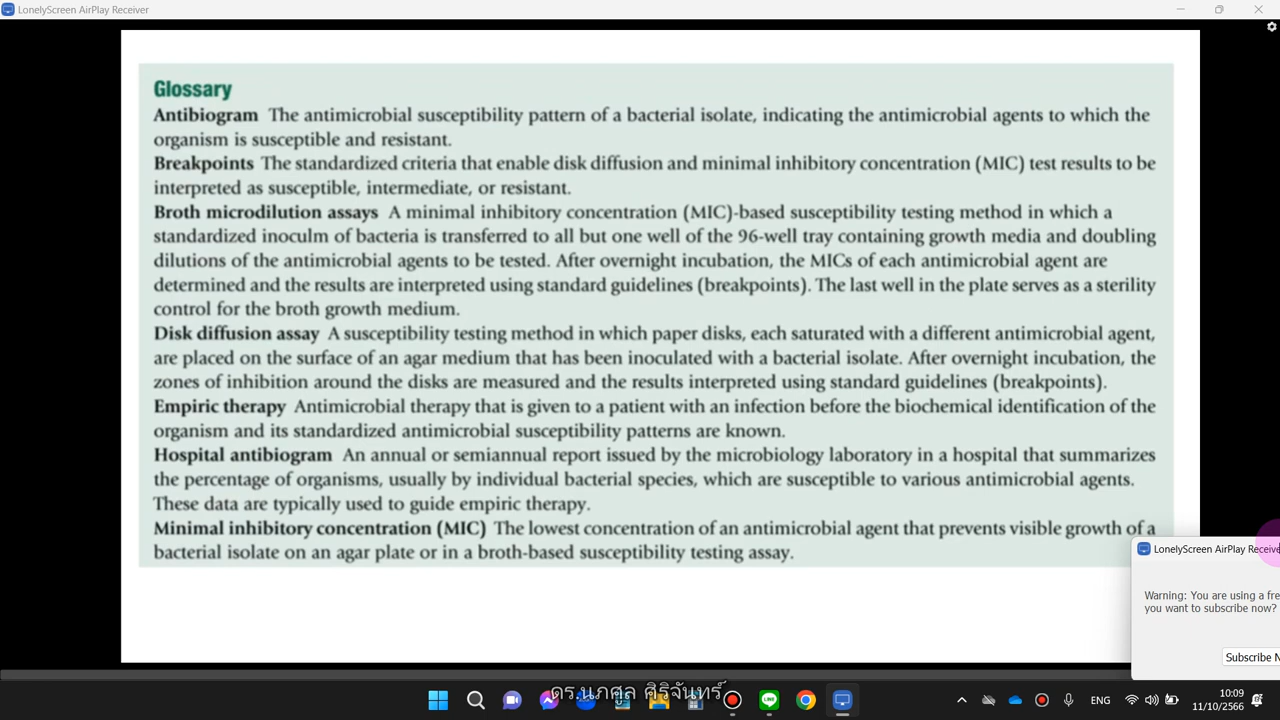 LonelyScreen AirPlay Receiver
Glossary
Antibiogram The antimicrobial susceptibility pattern of a bacterial isolate, indicating the antimicrobial agents to which the
organism is susceptible and resistant.
Breakpoints The standardized criteria that enable disk diffusion and minimal inhibitory concentration (MIC) test results to be
interpreted as susceptible, intermediate, or resistant.
Broth microdilution assays A minimal inhibitory concentration (MIC)-based susceptibility testing method in which a
standardized inoculm of bacteria is transferred to all but one well of the 96-well tray containing growth media and doubling
dilutions of the antimicrobial agents to be tested. After overnight incubation, the MICs of each antimicrobial agent are
determined and the results are interpreted using standard guidelines (breakpoints). The last well in the plate serves as a sterility
control for the broth growth medium.
Disk diffusion assay A susceptibility testing method in which paper disks, each saturated with a different antimicrobial agent,
are placed on the surface of an agar medium that has been inoculated with a bacterial isolate. After overnight incubation, the
zones of inhibition around the disks are measured and the results interpreted using standard guidelines (breakpoints).
Empiric therapy Antimicrobial therapy that is given to a patient with an infection before the biochemical identification of the
organism and its standardized antimicrobial susceptibility patterns are known.
Hospital antibiogram An annual or semiannual report issued by the microbiology laboratory in a hospital that summarizes
the percentage of organisms, usually by individual bacterial species, which are susceptible to various antimicrobial agents.
These data are typically used to guide empiric therapy.
Minimal inhibitory concentration (MIC) The lowest concentration of an antimicrobial agent that prevents visible growth of a
bacterial isolate on an agar plate or in a broth-based susceptibility testing assay.
LonelyScreen AirPlay Receive
Warning: You are using a fre
you want to subscribe now?
Subscribe N
ดร.นภศูล ศิริจันทร์
ENG
10:09
11/10/2566